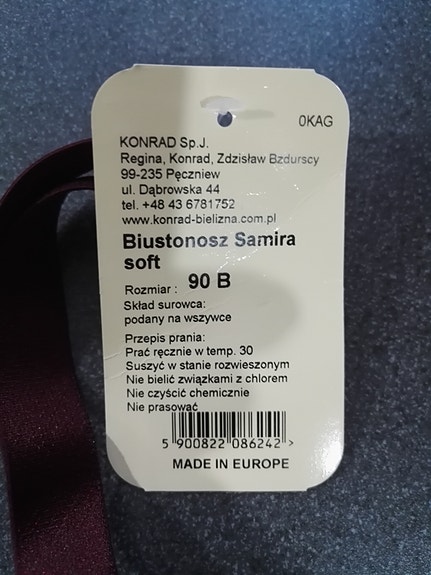 0KAG
KONRAD Sp.J.
Regina, Konrad, Zdzisław Bzdurscy
99-235 Pęczniew
ul. Dąbrowska 44
tel. +48 43 6781752
www.konrad-bielizna.com.pl
Biustonosz Samira
soft
Rozmiar : 90 B
Skład surowca:
podany na wszywce
Przepis prania:
Prać ręcznie w temp. 30
Suszyć w stanie rozwieszonym
Nie bielić związkami z chlorem
Nie czyścić chemicznie
Nie prasować
5 900822 086242 >
MADE IN EUROPE